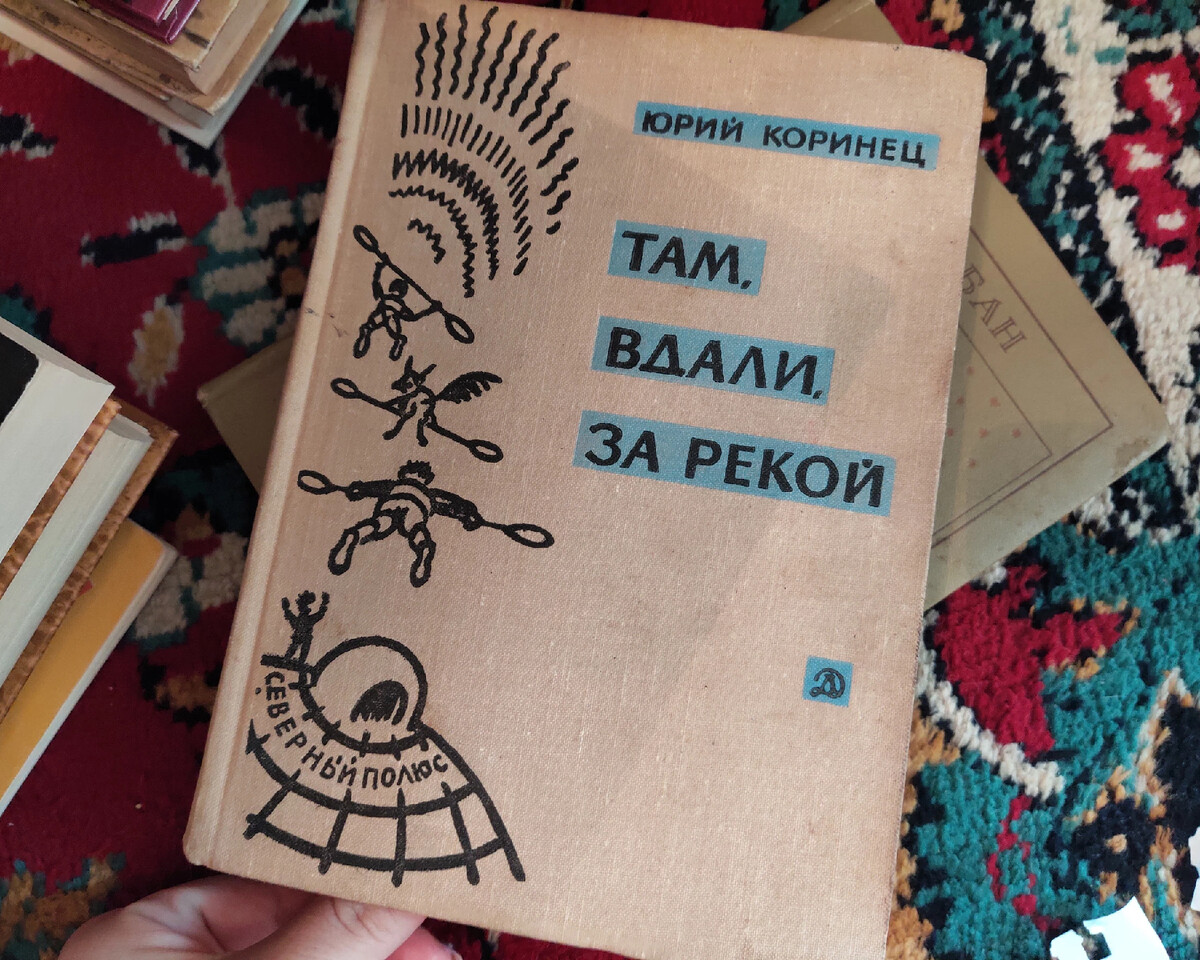 ЮРИЙ КОРИНЕЦ
ТАМ,
ВДАЛИ,
ЗА РЕКОЙ
СЕВЕРНЫЙ ПОЛЮС